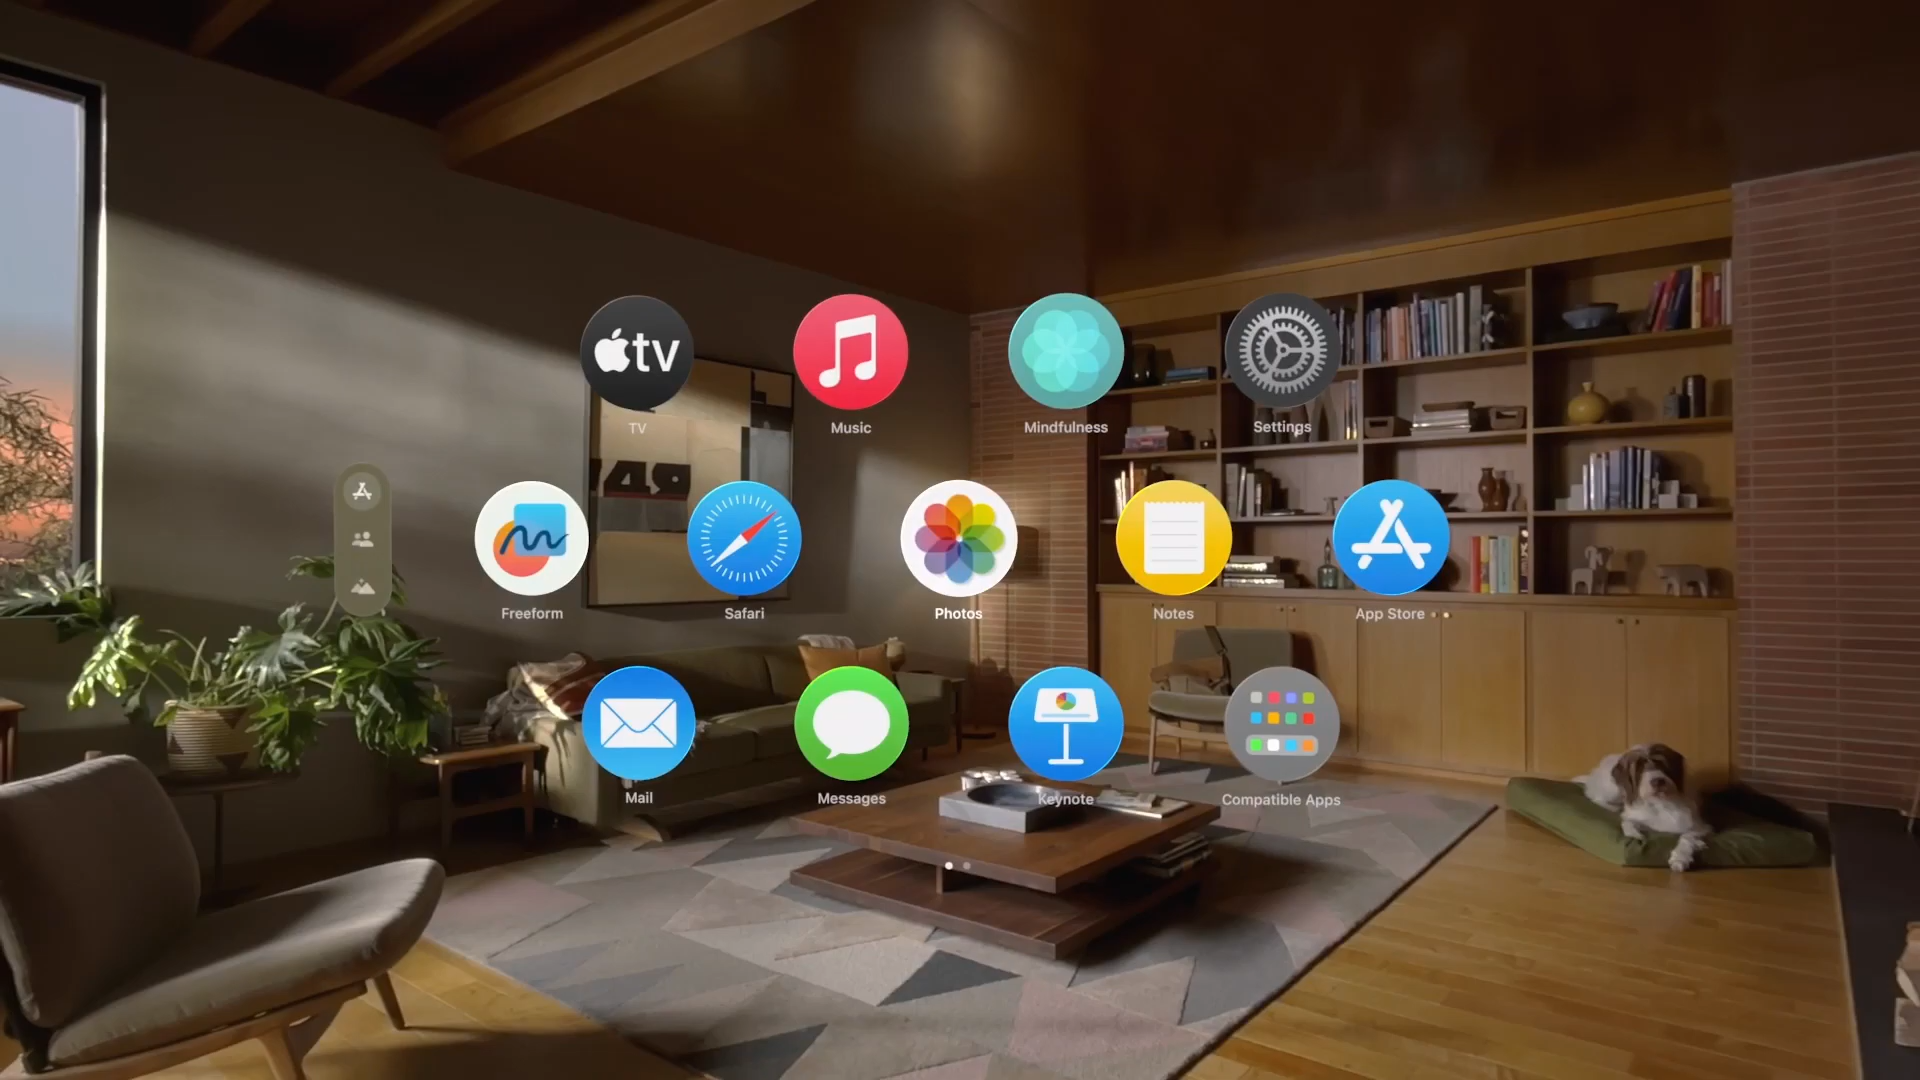 tv
TV
Music
Mindfulness
Settings
Freeform
Safari
Photos
Notes
App Store
Mail
Messages
Keynote
Compatible Apps